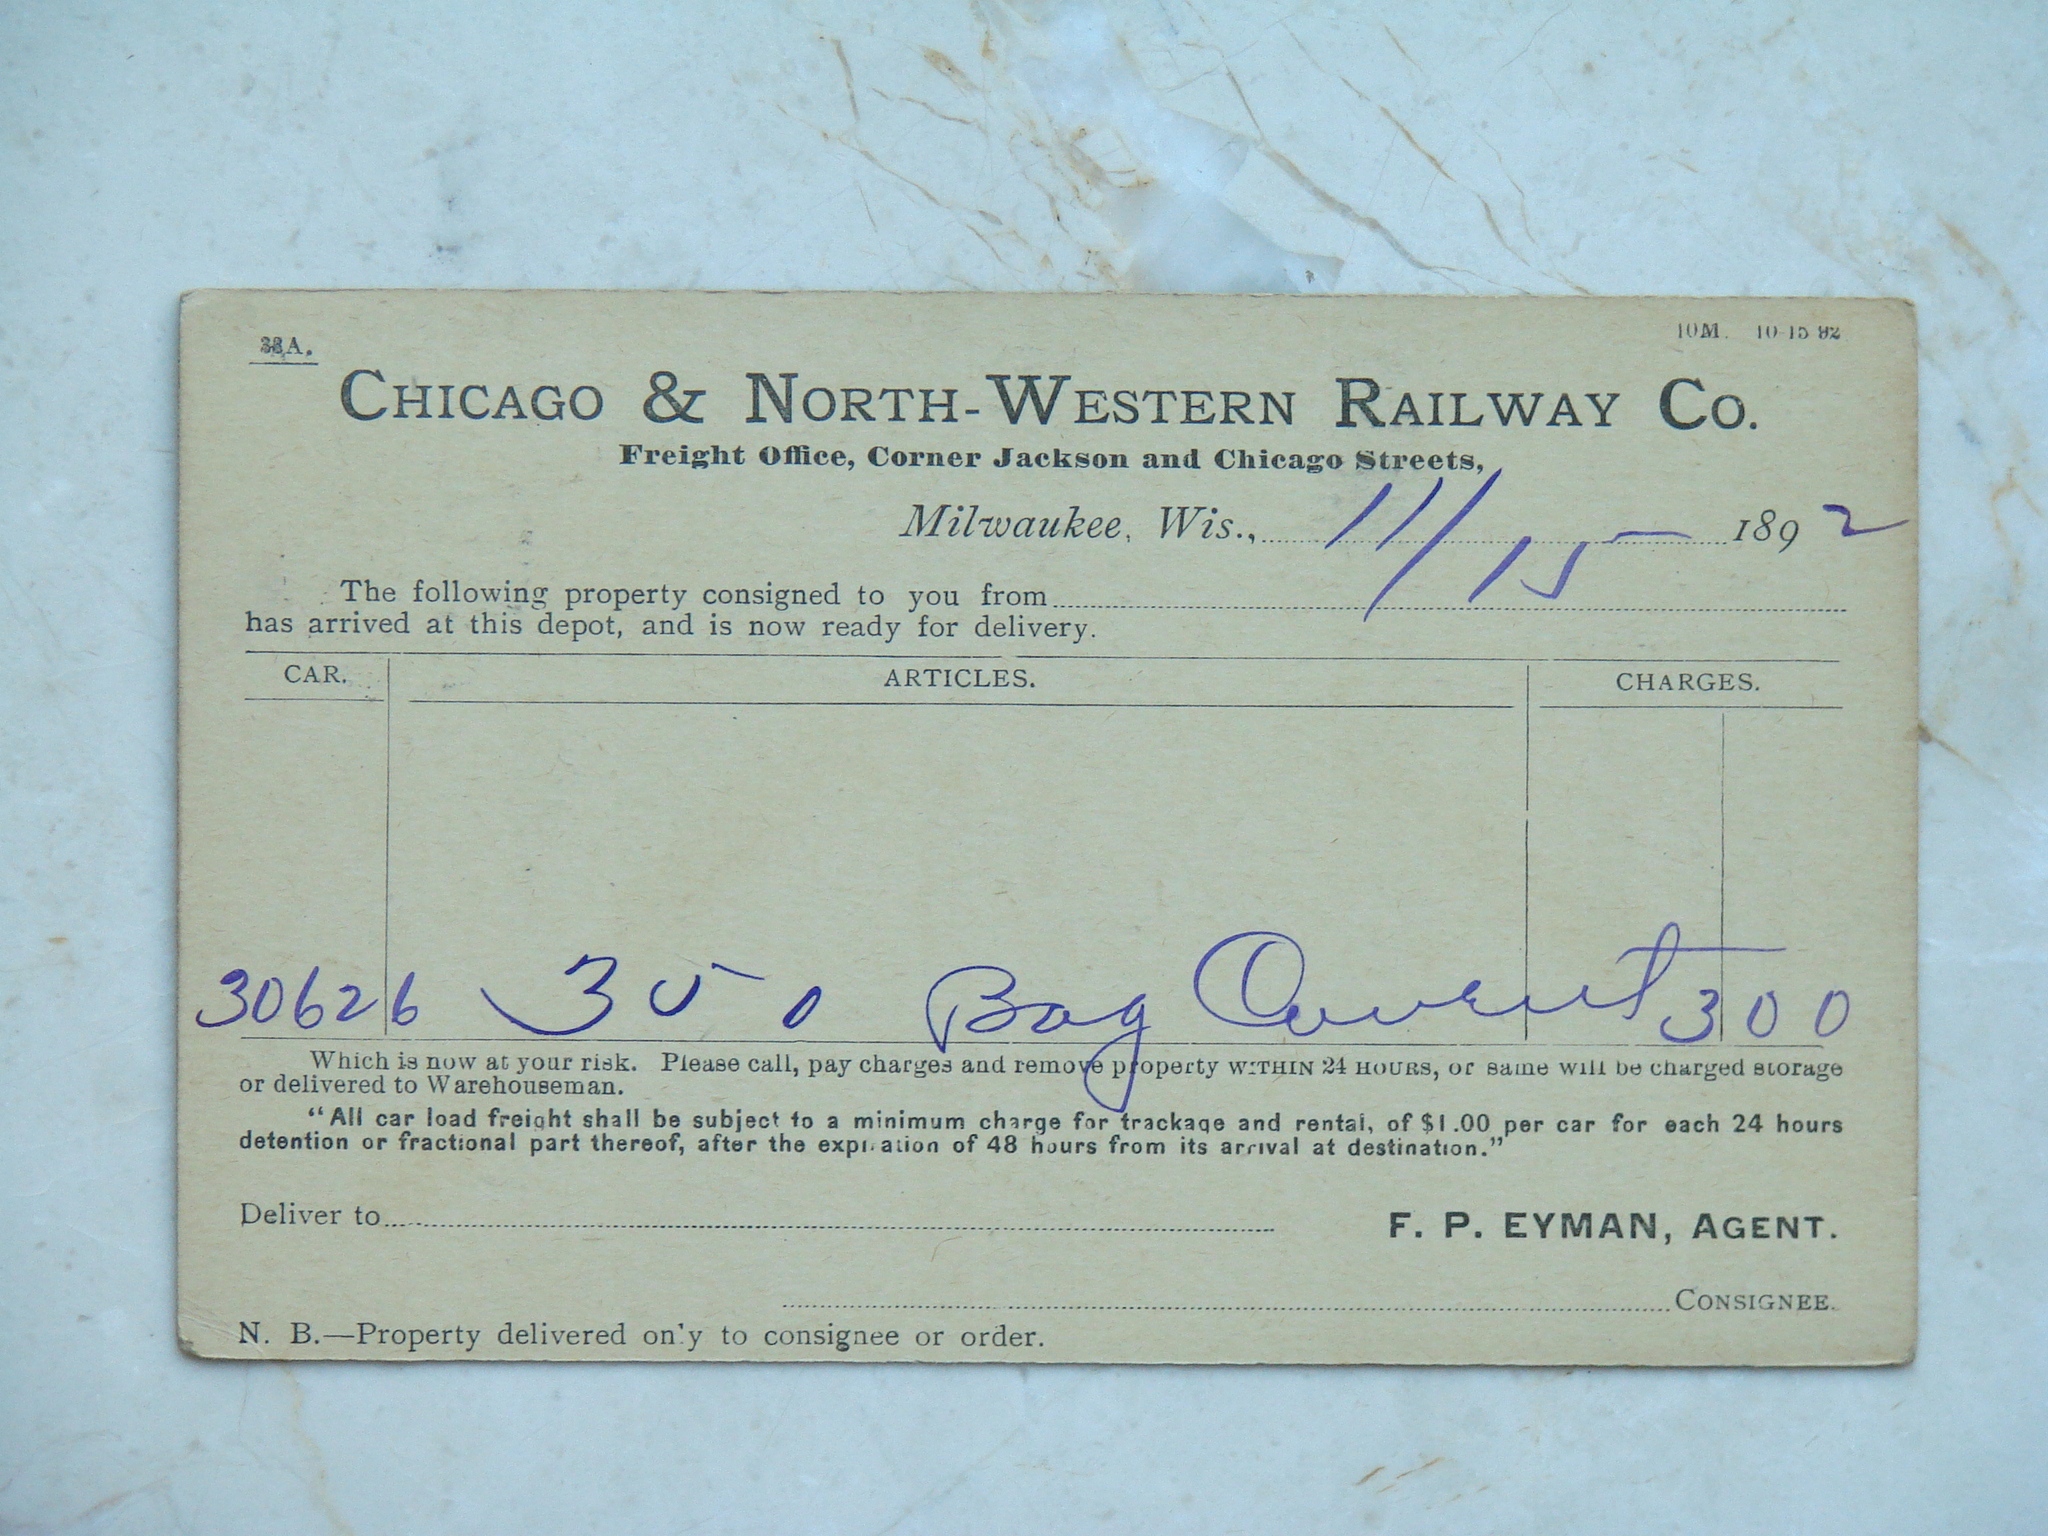 33A.
10M. 10-15-92
CHICAGO & NORTH-WESTERN RAILWAY CO.
Freight Office, Corner Jackson and Chicago Streets,
Milwaukee, Wis., 11/15 1892
The following property consigned to you from
has arrived at this depot, and is now ready for delivery.
CAR. ARTICLES. CHARGES.
30626 350 Bag 300
Which is now at your risk. Please call, pay charges and remove property WITHIN 24 HOURS, or same will be charged storage
or delivered to Warehouseman.
"All car load freight shall be subject to a minimum charge for trackage and rental, of $1.00 per car for each 24 hours
detention or fractional part thereof, after the expiration of 48 hours from its arrival at destination."
Deliver to
F. P. EYMAN, AGENT.
CONSIGNEE.
N. B.—Property delivered only to consignee or order.